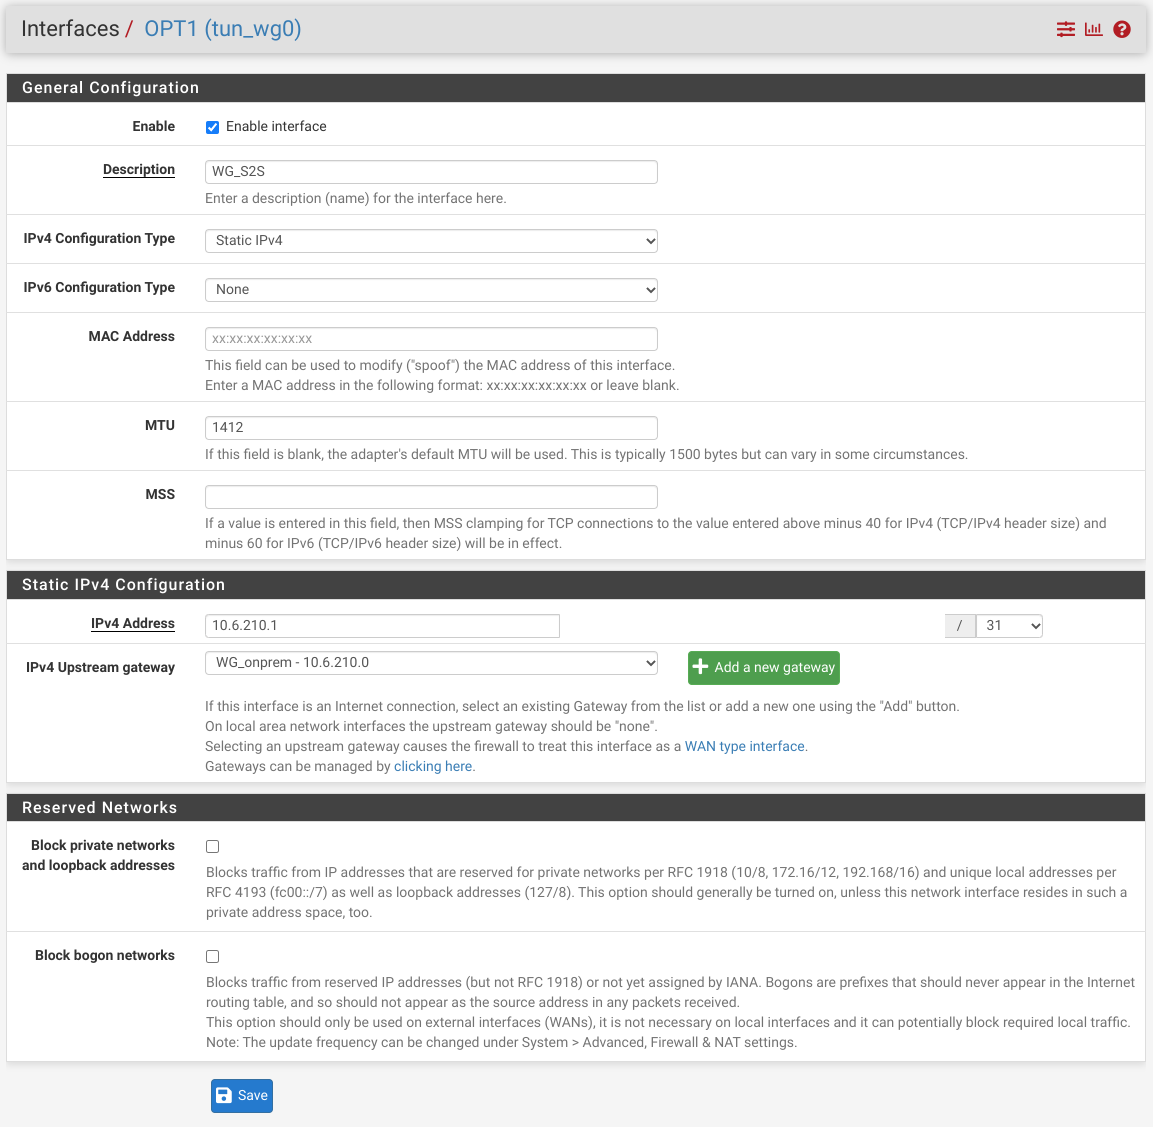 Interfaces / OPT1 (tun_wg0)
General Configuration
Enable
Enable interface
Description
WG_S2S
Enter a description (name) for the interface here.
IPv4 Configuration Type
Static IPv4
IPv6 Configuration Type
None
MAC Address
xx:xx:xx:xx:xx:xx
This field can be used to modify ("spoof") the MAC address of this interface.
Enter a MAC address in the following format: xx:xx:xx:xx:xx:xx or leave blank.
MTU
1412
If this field is blank, the adapter's default MTU will be used. This is typically 1500 bytes but can vary in some circumstances.
MSS
If a value is entered in this field, then MSS clamping for TCP connections to the value entered above minus 40 for IPv4 (TCP/IPv4 header size) and
minus 60 for IPv6 (TCP/IPv6 header size) will be in effect.
Static IPv4 Configuration
IPv4 Address
10.6.210.1
/ 31
IPv4 Upstream gateway
WG_onprem - 10.6.210.0
Add a new gateway
If this interface is an Internet connection, select an existing Gateway from the list or add a new one using the "Add" button.
On local area network interfaces the upstream gateway should be "none".
Selecting an upstream gateway causes the firewall to treat this interface as a WAN type interface.
Gateways can be managed by clicking here.
Reserved Networks
Block private networks
and loopback addresses
Blocks traffic from IP addresses that are reserved for private networks per RFC 1918 (10/8, 172.16/12, 192.168/16) and unique local addresses per
RFC 4193 (fc00::/7) as well as loopback addresses (127/8). This option should generally be turned on, unless this network interface resides in such a
private address space, too.
Block bogon networks
Blocks traffic from reserved IP addresses (but not RFC 1918) or not yet assigned by IANA. Bogons are prefixes that should never appear in the Internet
routing table, and so should not appear as the source address in any packets received.
This option should only be used on external interfaces (WANs), it is not necessary on local interfaces and it can potentially block required local traffic.
Note: The update frequency can be changed under System > Advanced, Firewall & NAT settings.
Save